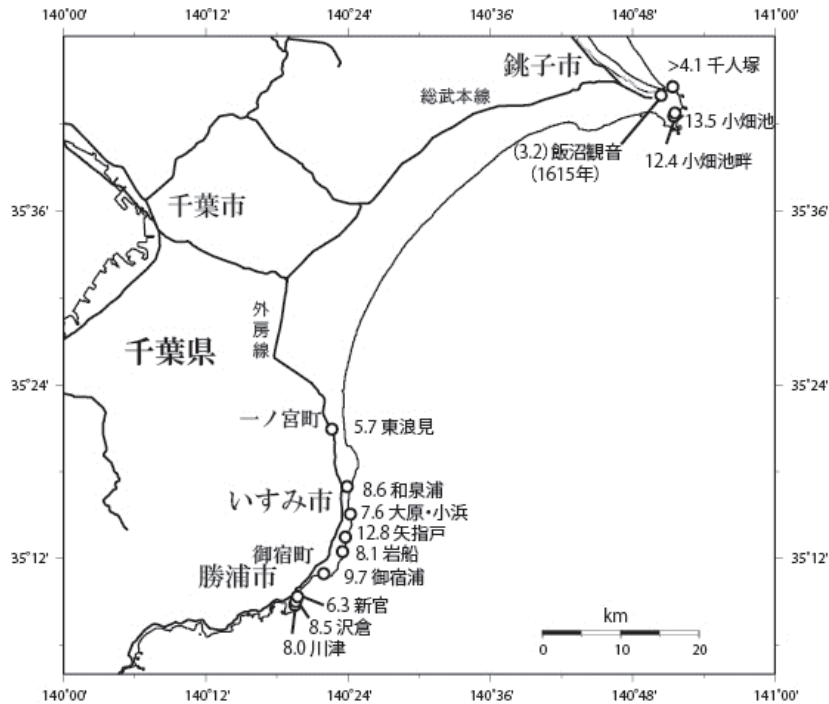 140°00'
140°12'
140°24'
140°36'
140°48'
141°00'
銚子市
>4.1 千人塚
総武本線
13.5 小畑池
(3.2) 飯沼観音
(1615年)
12.4 小畑池畔
35°36'
千葉市
35°36'
外房線
千葉県
35°24'
35°24'
一ノ宮町
5.7 東浪見
いすみ市
8.6 和泉浦
7.6 大原・小浜
12.8 矢指戸
35°12'
御宿町
8.1 岩船
35°12'
勝浦市
9.7 御宿浦
6.3 新官
8.5 沢倉
8.0 川津
km
0
10
20
140°00'
140°12'
140°24'
140°36'
140°48'
141°00'